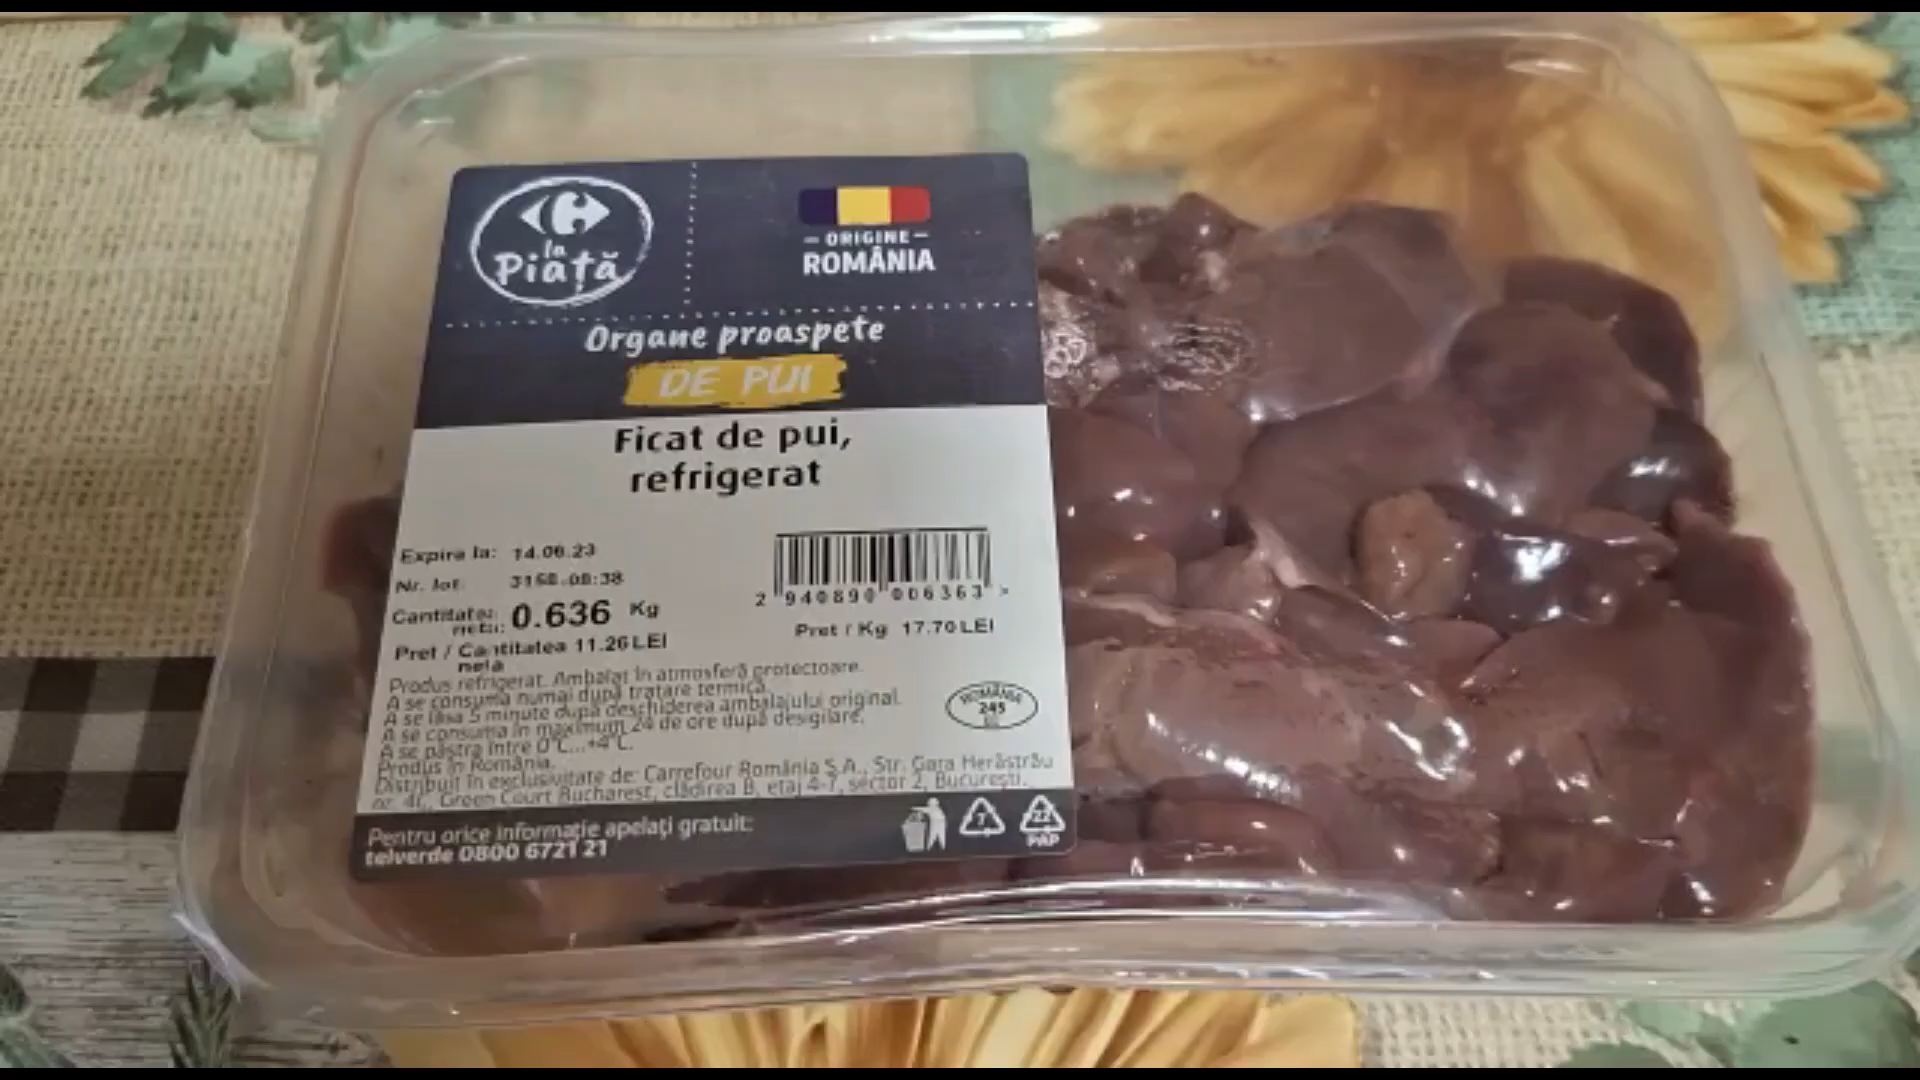 la
Piață
ORIGINE
ROMÂNIA
Organe proaspete
DE PUI
Ficat de pui,
refrigerat
Expira la: 14.06.23
Nr. lot: 3158.08:38
Cantitatea neta: 0.636 Kg
Pret / Cantitatea neta 11.26 LEI
2 940890 006363 >
Pret / Kg 17.70 LEI
Produs refrigerat. Ambalat în atmosferă protectoare.
A se consuma numai după tratare termică.
A se lăsa 5 minute după deschiderea ambalajului original.
A se consuma în maximum 24 de ore după desigilare.
A se păstra între 0°C...+4°C.
Produs în România.
Distribuit în exclusivitate de: Carrefour România S.A., Str. Gara Herăstrău
nr. 4C, Green Court Bucharest, clădirea B, etaj 4-7, sector 2, București.
ROMÂNIA
245
Pentru orice informație apelați gratuit:
telverde 0800 6721 21
7
22
PAP